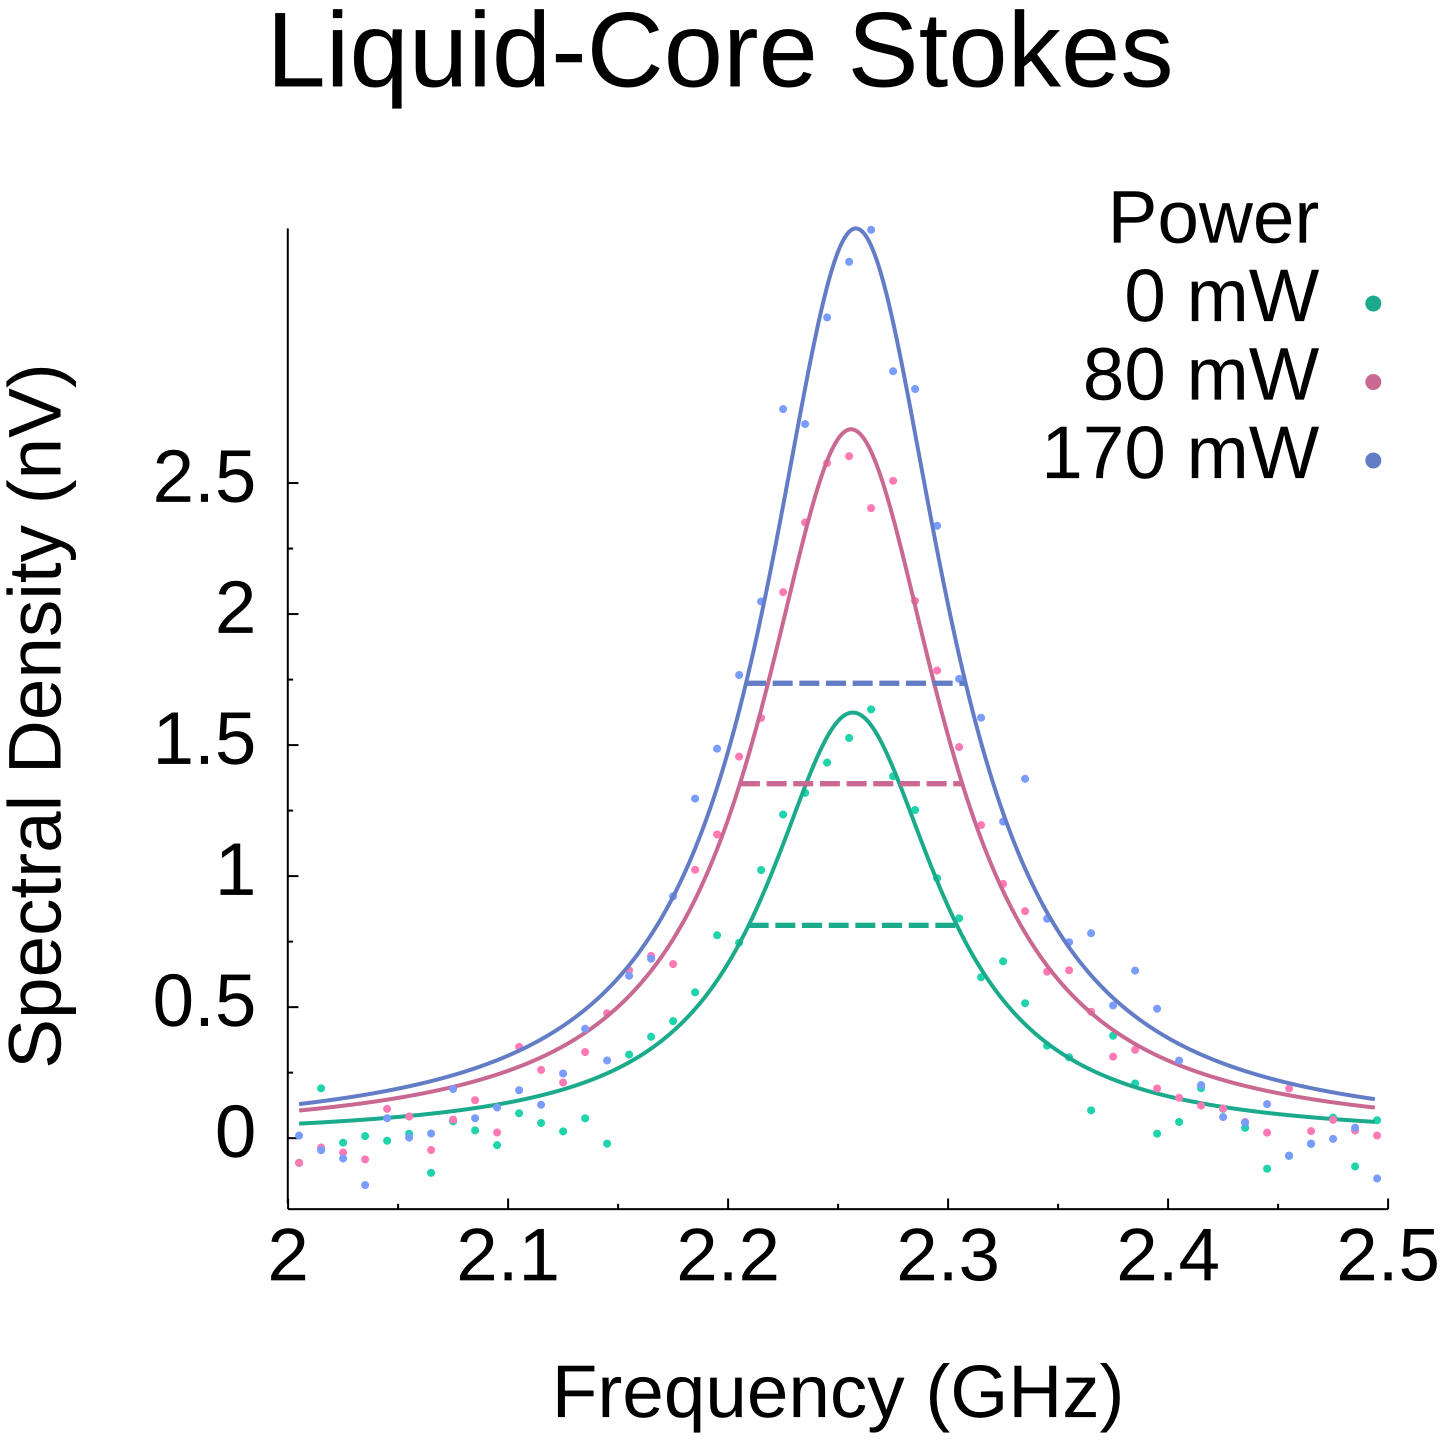 Liquid-Core Stokes
Power
0 mW
80 mW
170 mW
Spectral Density (nV)
2.5
2
1.5
1
0.5
0
2 2.1 2.2 2.3 2.4 2.5
Frequency (GHz)